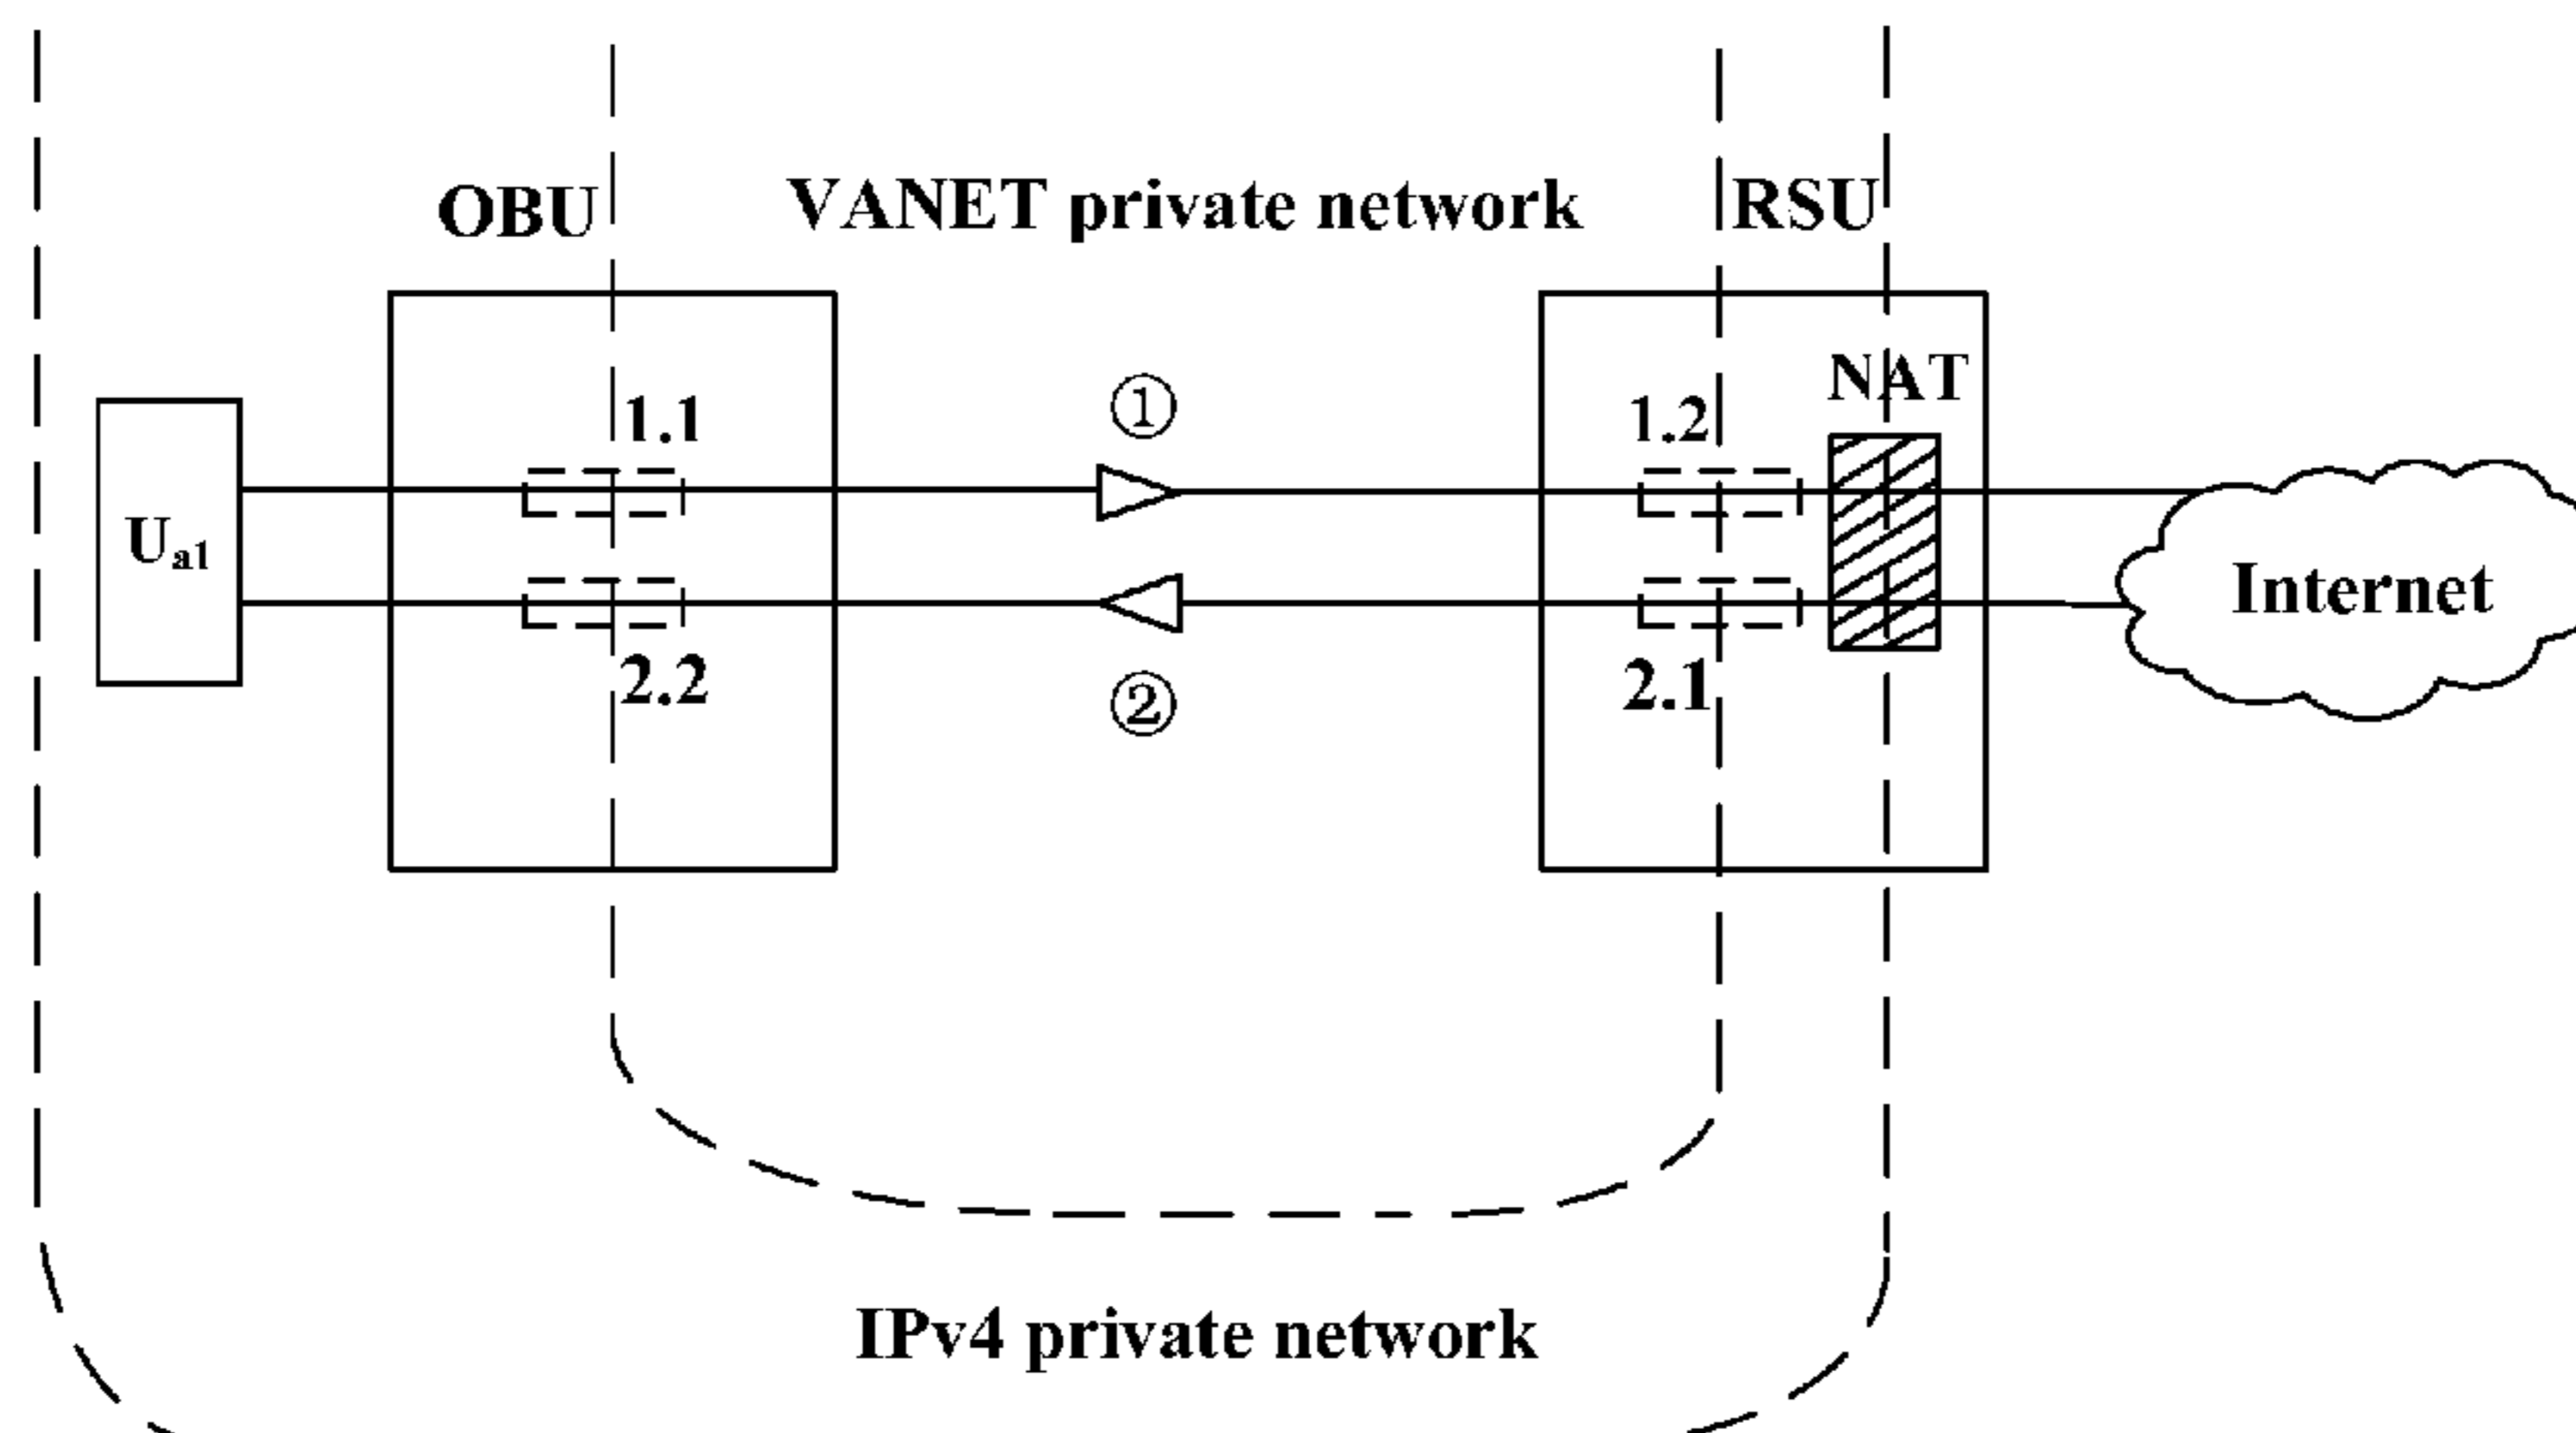 OBU
VANET private network
RSU
NAT
1.1
①
1.2
U_a1
Internet
2.2
②
2.1
IPv4 private network